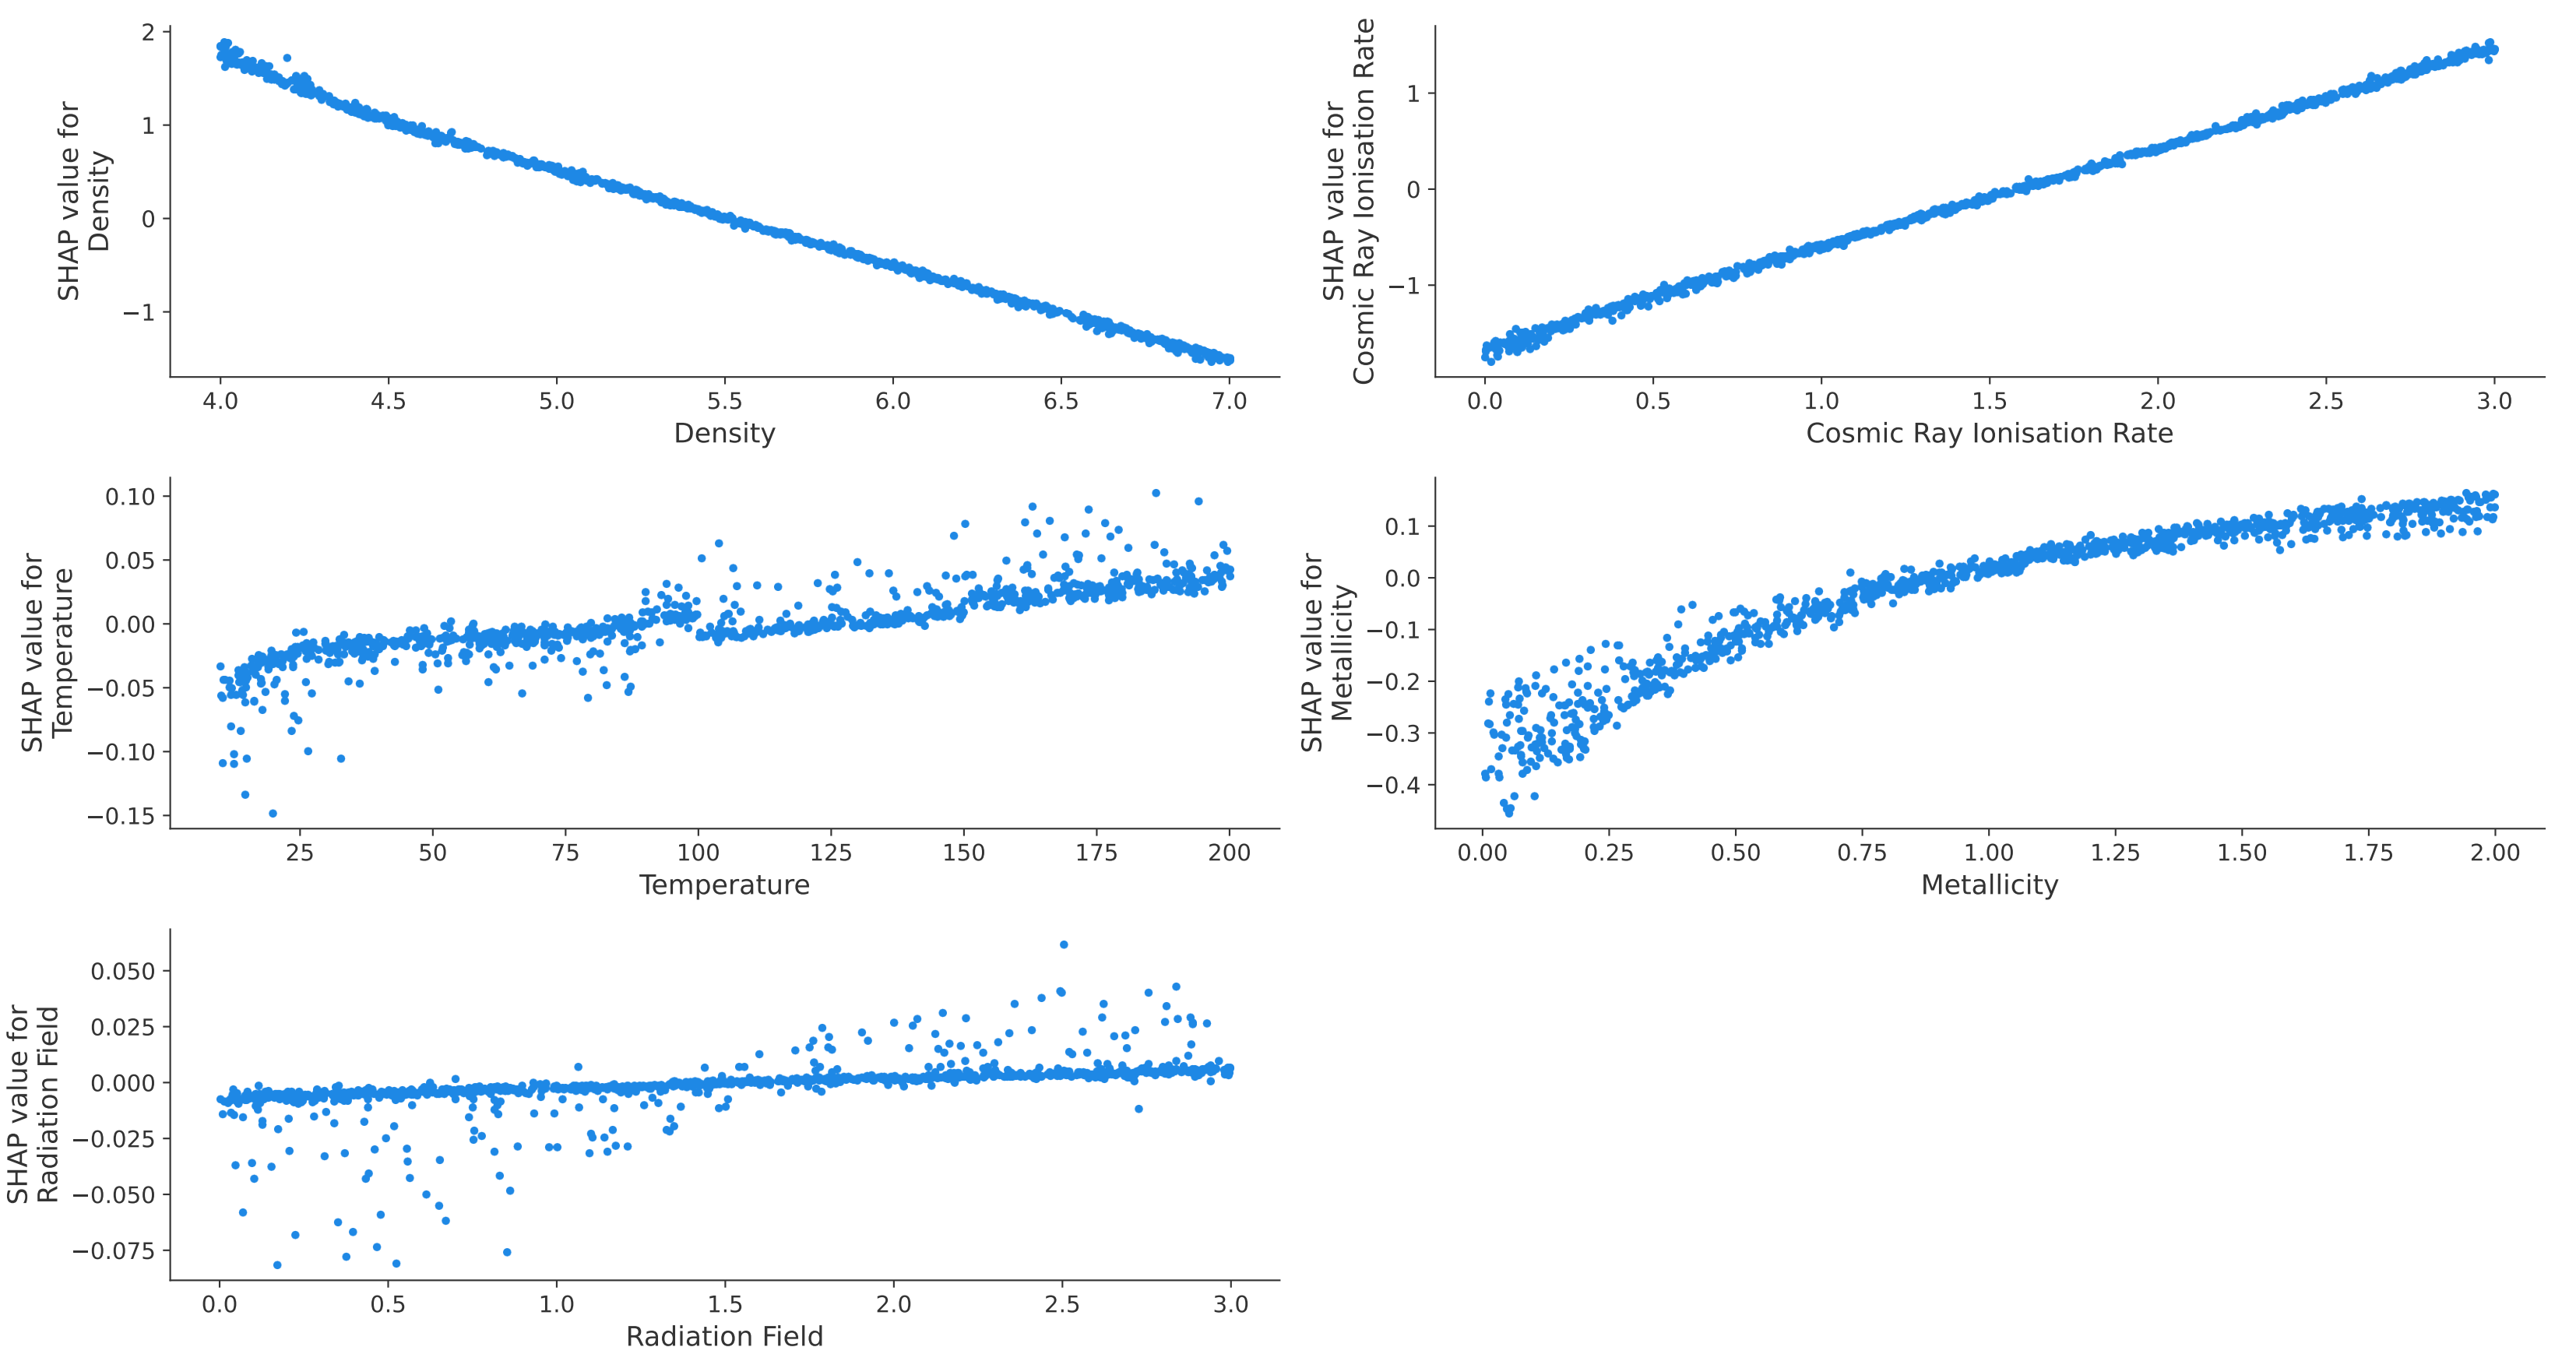 SHAP value for
Density
2
1
0
−1
4.0 4.5 5.0 5.5 6.0 6.5 7.0
Density
SHAP value for
Cosmic Ray Ionisation Rate
1
0
−1
0.0 0.5 1.0 1.5 2.0 2.5 3.0
Cosmic Ray Ionisation Rate
SHAP value for
Temperature
0.10
0.05
0.00
−0.05
−0.10
−0.15
25 50 75 100 125 150 175 200
Temperature
SHAP value for
Metallicity
0.1
0.0
−0.1
−0.2
−0.3
−0.4
0.00 0.25 0.50 0.75 1.00 1.25 1.50 1.75 2.00
Metallicity
SHAP value for
Radiation Field
0.050
0.025
0.000
−0.025
−0.050
−0.075
0.0 0.5 1.0 1.5 2.0 2.5 3.0
Radiation Field